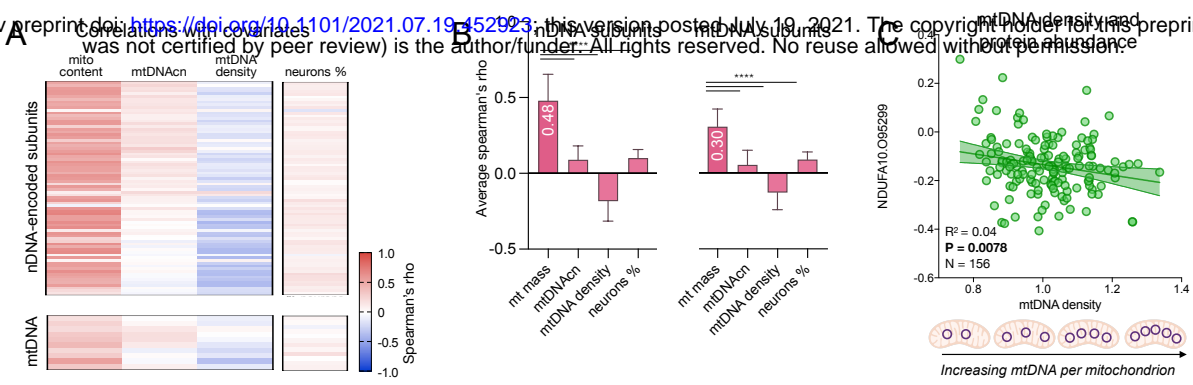 preprint doi: https://doi.org/10.1101/2021.07.19.452923; this version posted July 19, 2021. The copyright holder for this preprint
was not certified by peer review) is the author/funder. All rights reserved. No reuse allowed without permission.
A
Correlations with covariates
mito content
mtDNAcn
mtDNA density
neurons %
nDNA-encoded subunits
mtDNA
1.0
0.5
0
-0.5
-1.0
Spearman's rho
B
nDNA subunits
mtDNA subunits
1.0
0.5
0.0
-0.5
Average spearman's rho
****
****
0.48
0.30
mt mass
mtDNAcn
mtDNA density
neurons %
mt mass
mtDNAcn
mtDNA density
neurons %
C
mtDNA density and
protein abundance
0.4
0.2
0.0
-0.2
-0.4
-0.6
NDUFA10.O95299
R² = 0.04
P = 0.0078
N = 156
0.8
1.0
1.2
1.4
mtDNA density
Increasing mtDNA per mitochondrion